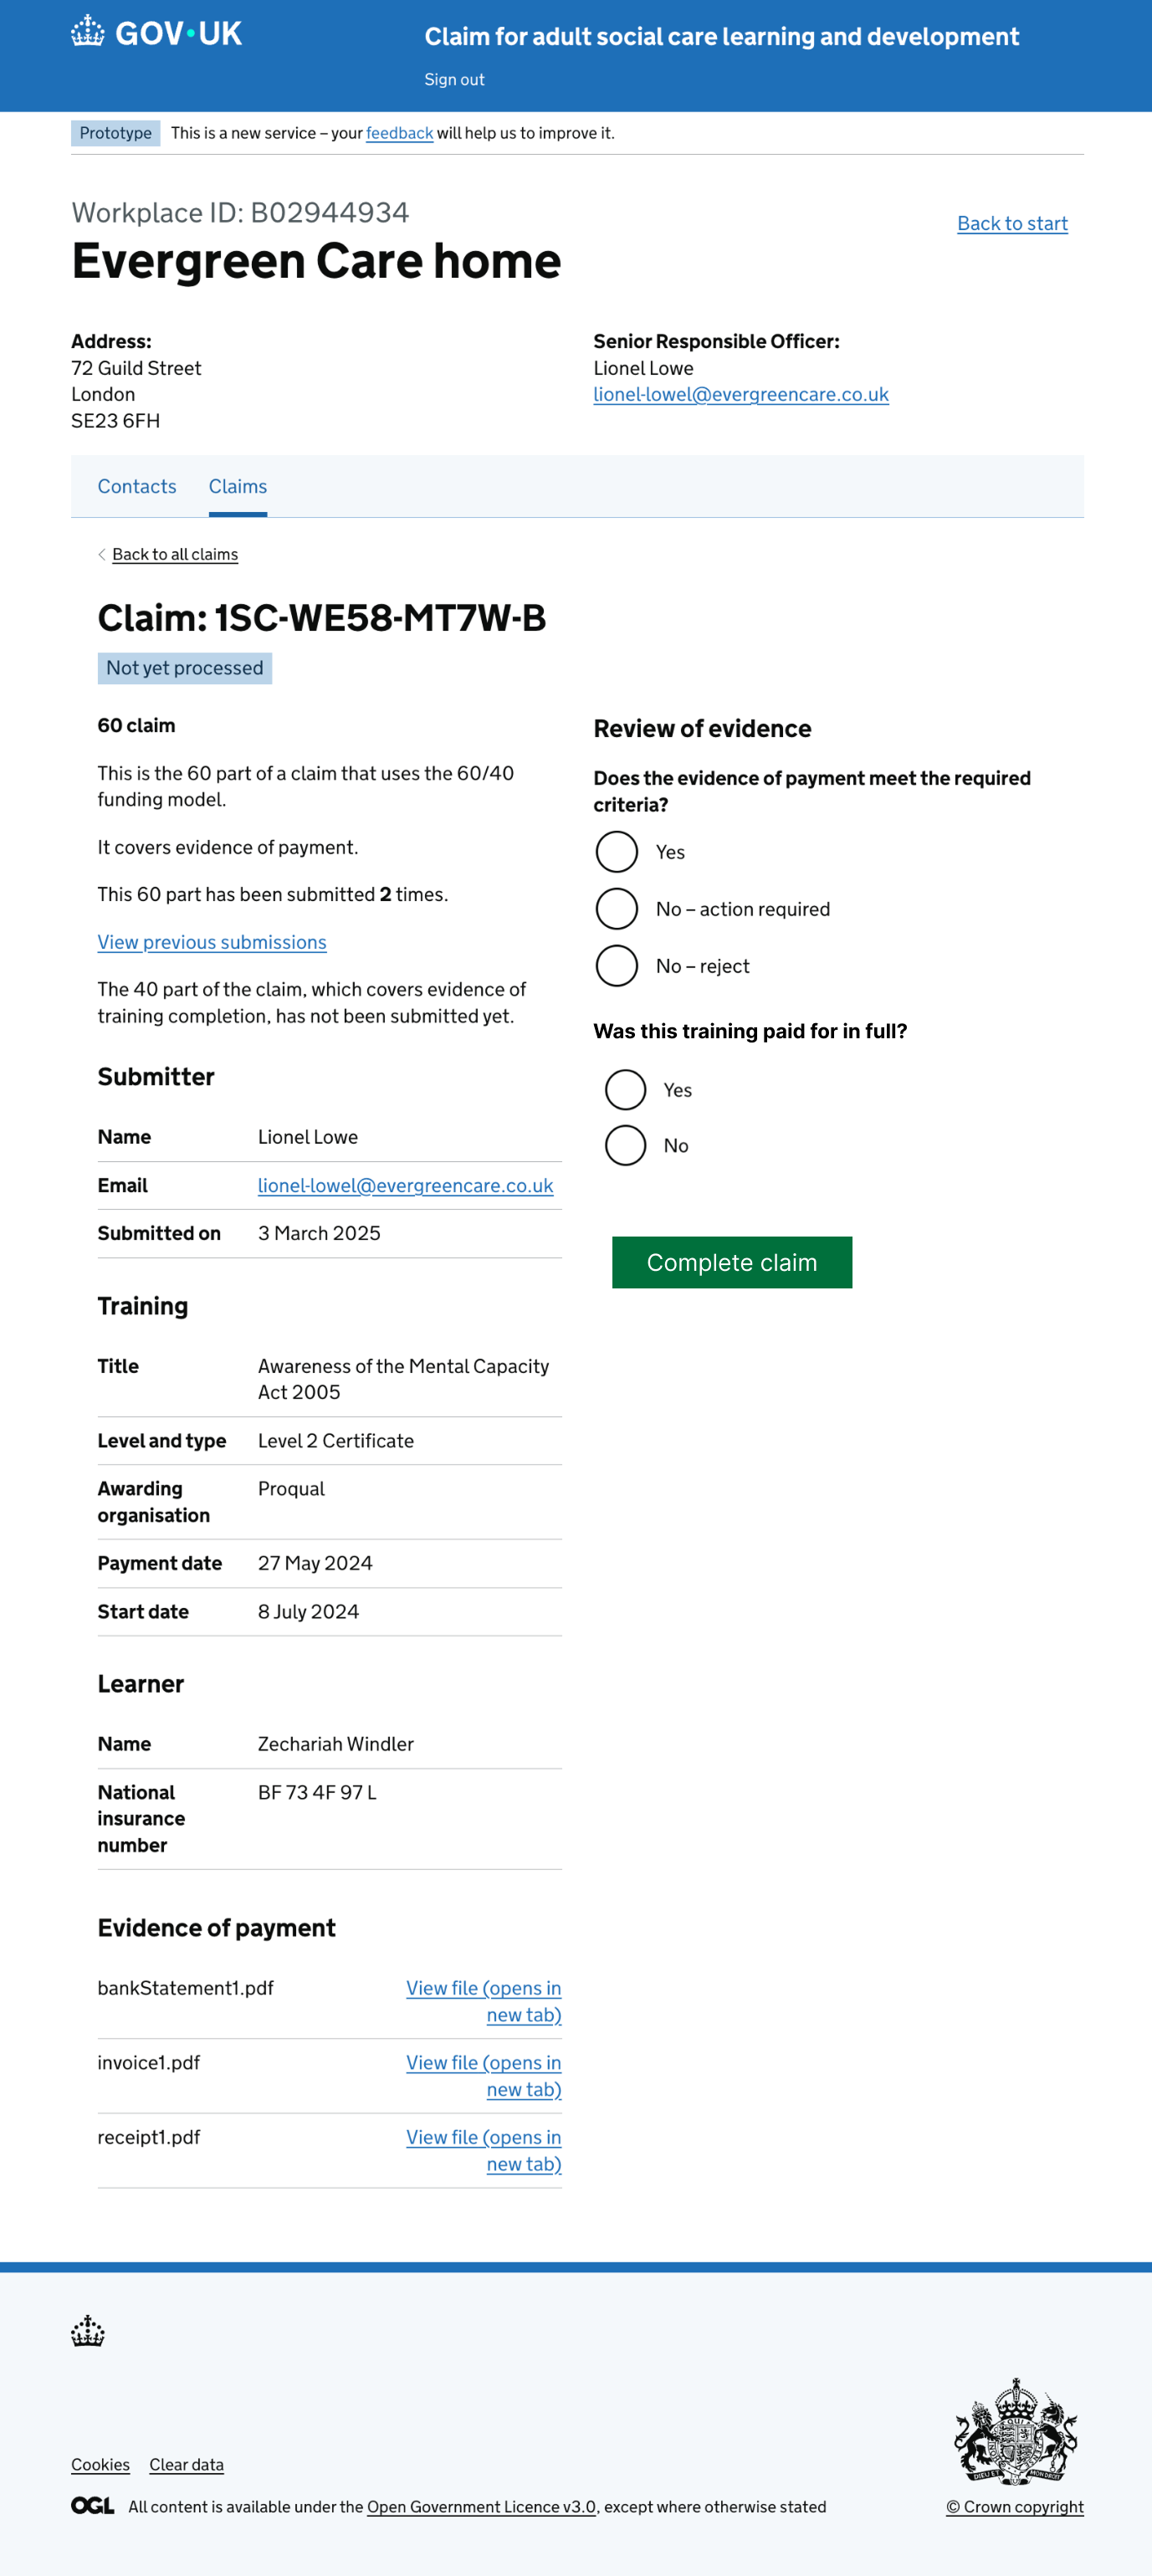 GOV·UK
Claim for adult social care learning and development
Sign out
Prototype This is a new service – your feedback will help us to improve it.
Workplace ID: B02944934
Back to start
Evergreen Care home
Address:
72 Guild Street
London
SE23 6FH
Senior Responsible Officer:
Lionel Lowe
lionel-lowel@evergreencare.co.uk
Contacts Claims
Back to all claims
Claim: 1SC-WE58-MT7W-B
Not yet processed
60 claim
This is the 60 part of a claim that uses the 60/40
funding model.
It covers evidence of payment.
This 60 part has been submitted 2 times.
View previous submissions
The 40 part of the claim, which covers evidence of
training completion, has not been submitted yet.
Submitter
Name Lionel Lowe
Email lionel-lowel@evergreencare.co.uk
Submitted on 3 March 2025
Training
Title Awareness of the Mental Capacity
Act 2005
Level and type Level 2 Certificate
Awarding
organisation Proqual
Payment date 27 May 2024
Start date 8 July 2024
Learner
Name Zechariah Windler
National
insurance
number BF 73 4F 97 L
Evidence of payment
bankStatement1.pdf View file (opens in
new tab)
invoice1.pdf View file (opens in
new tab)
receipt1.pdf View file (opens in
new tab)
Review of evidence
Does the evidence of payment meet the required
criteria?
Yes
No – action required
No – reject
Was this training paid for in full?
Yes
No
Complete claim
Cookies Clear data
OGL All content is available under the Open Government Licence v3.0, except where otherwise stated
© Crown copyright